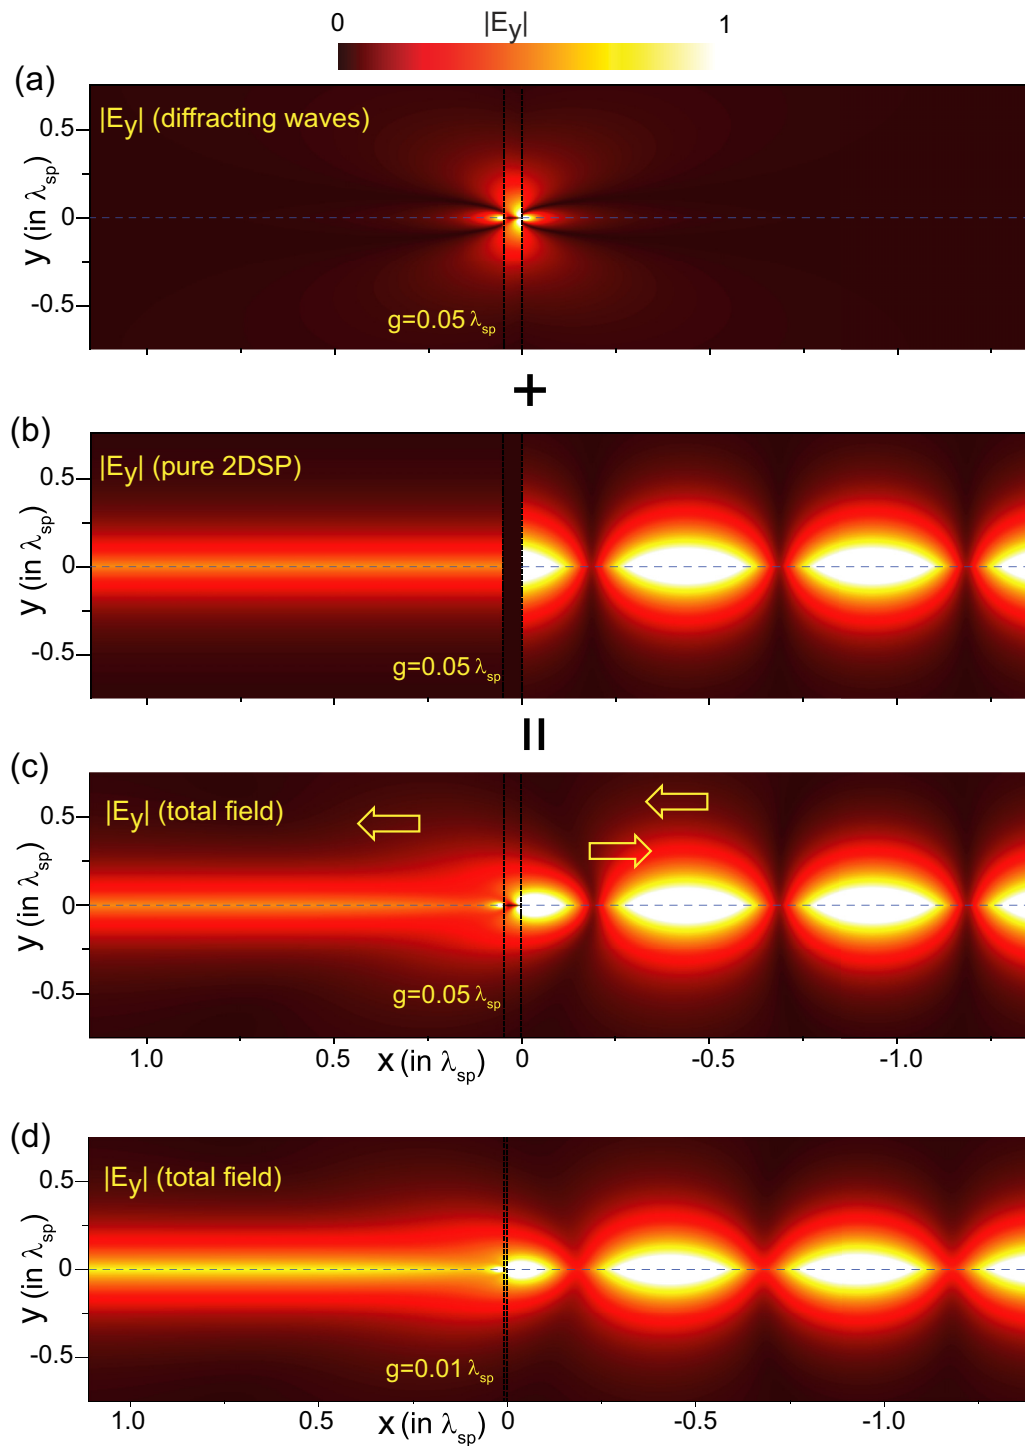 0 |Ey| 1
(a)
|Ey| (diffracting waves)
0.5
0
-0.5
y (in λsp)
g=0.05 λsp
+
(b)
|Ey| (pure 2DSP)
0.5
0
-0.5
y (in λsp)
g=0.05 λsp
=
(c)
|Ey| (total field)
0.5
0
-0.5
y (in λsp)
g=0.05 λsp
1.0 0.5 0 -0.5 -1.0
x (in λsp)
(d)
|Ey| (total field)
0.5
0
-0.5
y (in λsp)
g=0.01 λsp
1.0 0.5 0 -0.5 -1.0
x (in λsp)